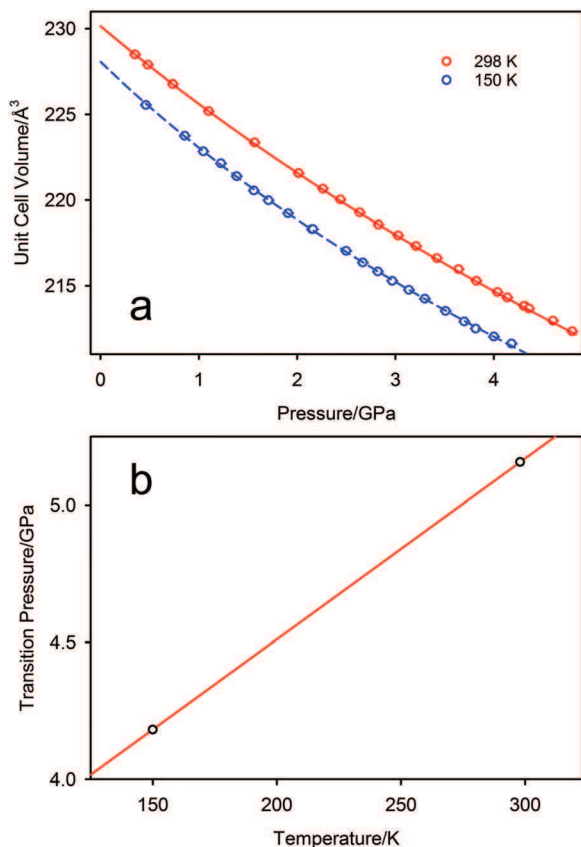 230
225
220
215
Unit Cell Volume/Å³
298 K
150 K
a
0 1 2 3 4
Pressure/GPa
b
5.0
4.5
4.0
Transition Pressure/GPa
150 200 250 300
Temperature/K